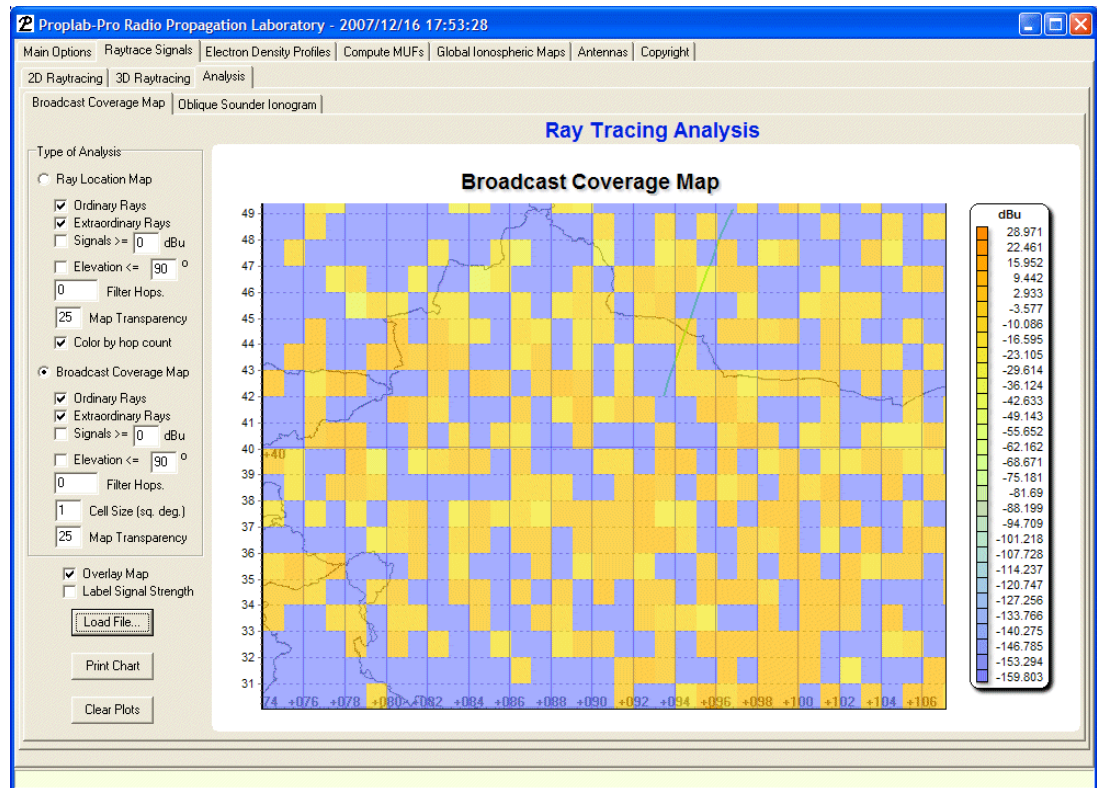 Proplab-Pro Radio Propagation Laboratory - 2007/12/16 17:53:28
Main Options Raytrace Signals Electron Density Profiles Compute MUFs Global Ionospheric Maps Antennas Copyright
2D Raytracing 3D Raytracing Analysis
Broadcast Coverage Map Oblique Sounder Ionogram
Ray Tracing Analysis
Type of Analysis
Ray Location Map
Ordinary Rays
Extraordinary Rays
Signals >= 0 dBu
Elevation <= 90 o
0 Filter Hops.
25 Map Transparency
Color by hop count
Broadcast Coverage Map
Ordinary Rays
Extraordinary Rays
Signals >= 0 dBu
Elevation <= 90 o
0 Filter Hops.
1 Cell Size (sq. deg.)
25 Map Transparency
Overlay Map
Label Signal Strength
Load File...
Print Chart
Clear Plots
Broadcast Coverage Map
49
48
47
46
45
44
43
42
41
40
39
38
37
36
35
34
33
32
31
+40
74 +076 +078 +080 +082 +084 +086 +088 +090 +092 +094 +096 +098 +100 +102 +104 +106
dBu
28.971
22.461
15.952
9.442
2.933
-3.577
-10.086
-16.595
-23.105
-29.614
-36.124
-42.633
-49.143
-55.652
-62.162
-68.671
-75.181
-81.69
-88.199
-94.709
-101.218
-107.728
-114.237
-120.747
-127.256
-133.766
-140.275
-146.785
-153.294
-159.803